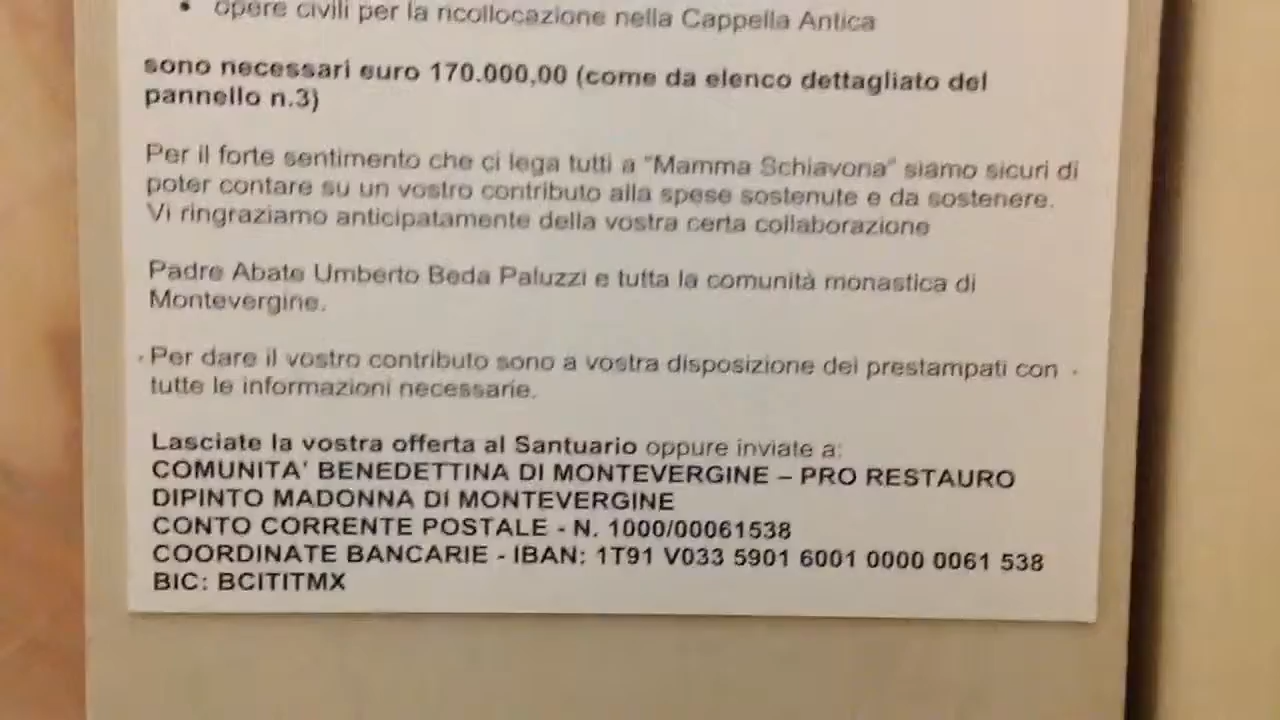 • opere civili per la ricollocazione nella Cappella Antica
sono necessari euro 170.000,00 (come da elenco dettagliato del
pannello n.3)
Per il forte sentimento che ci lega tutti a "Mamma Schiavona" siamo sicuri di
poter contare su un vostro contributo alla spese sostenute e da sostenere.
Vi ringraziamo anticipatamente della vostra certa collaborazione
Padre Abate Umberto Beda Paluzzi e tutta la comunità monastica di
Montevergine.
Per dare il vostro contributo sono a vostra disposizione dei prestampati con
tutte le informazioni necessarie.
Lasciate la vostra offerta al Santuario oppure inviate a:
COMUNITA' BENEDETTINA DI MONTEVERGINE – PRO RESTAURO
DIPINTO MADONNA DI MONTEVERGINE
CONTO CORRENTE POSTALE - N. 1000/00061538
COORDINATE BANCARIE - IBAN: 1T91 V033 5901 6001 0000 0061 538
BIC: BCITITMX